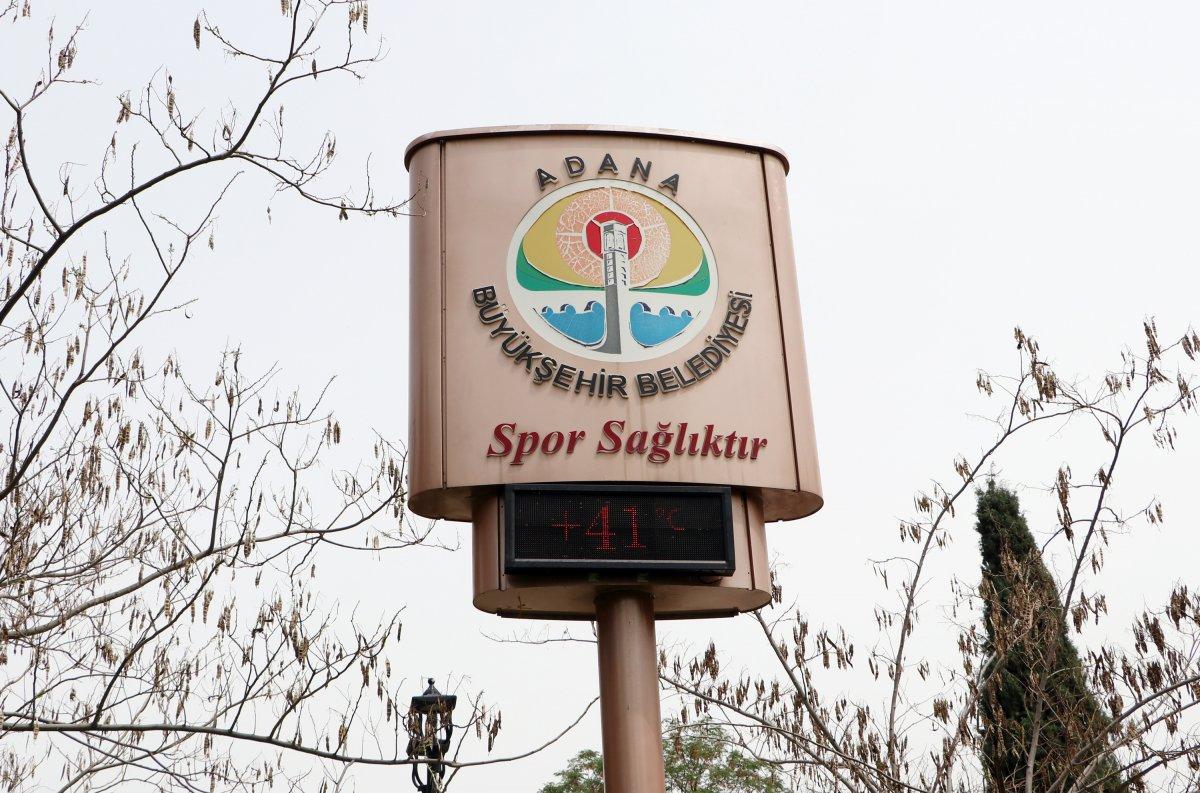 ADANA
BÜYÜKŞEHİR BELEDİYESİ
Spor Sağlıktır
+41 °C